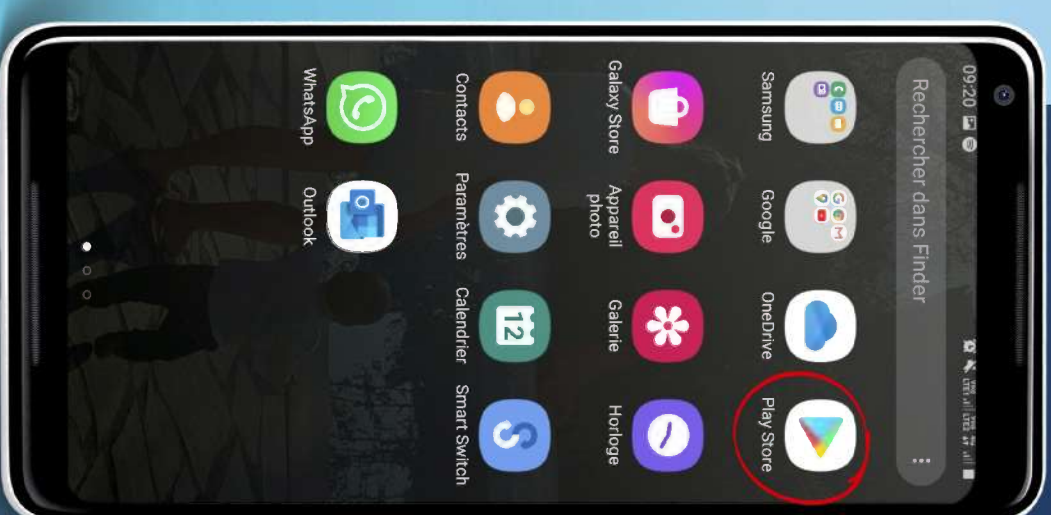 09:20
Rechercher dans Finder
Samsung
Google
OneDrive
Play Store
Galaxy Store
Appareil photo
Galerie
Horloge
Contacts
Paramètres
12
Calendrier
Smart Switch
WhatsApp
Outlook